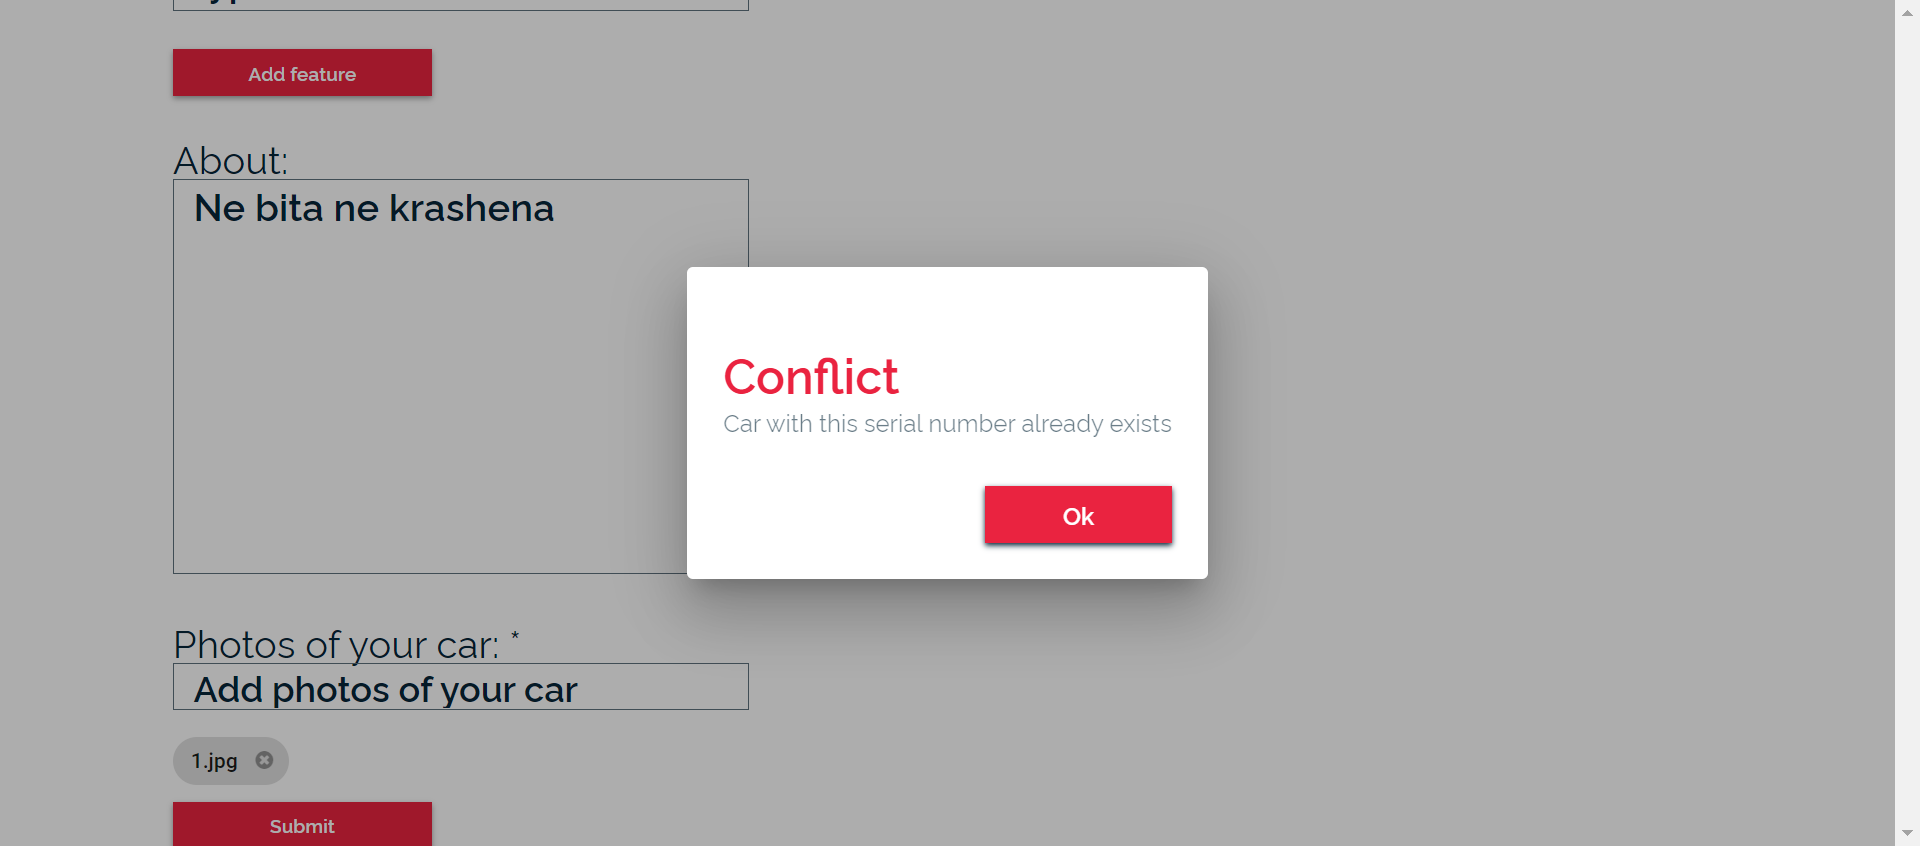 Add feature
About:
Ne bita ne krashena
Conflict
Car with this serial number already exists
Ok
Photos of your car: *
Add photos of your car
1.jpg
Submit